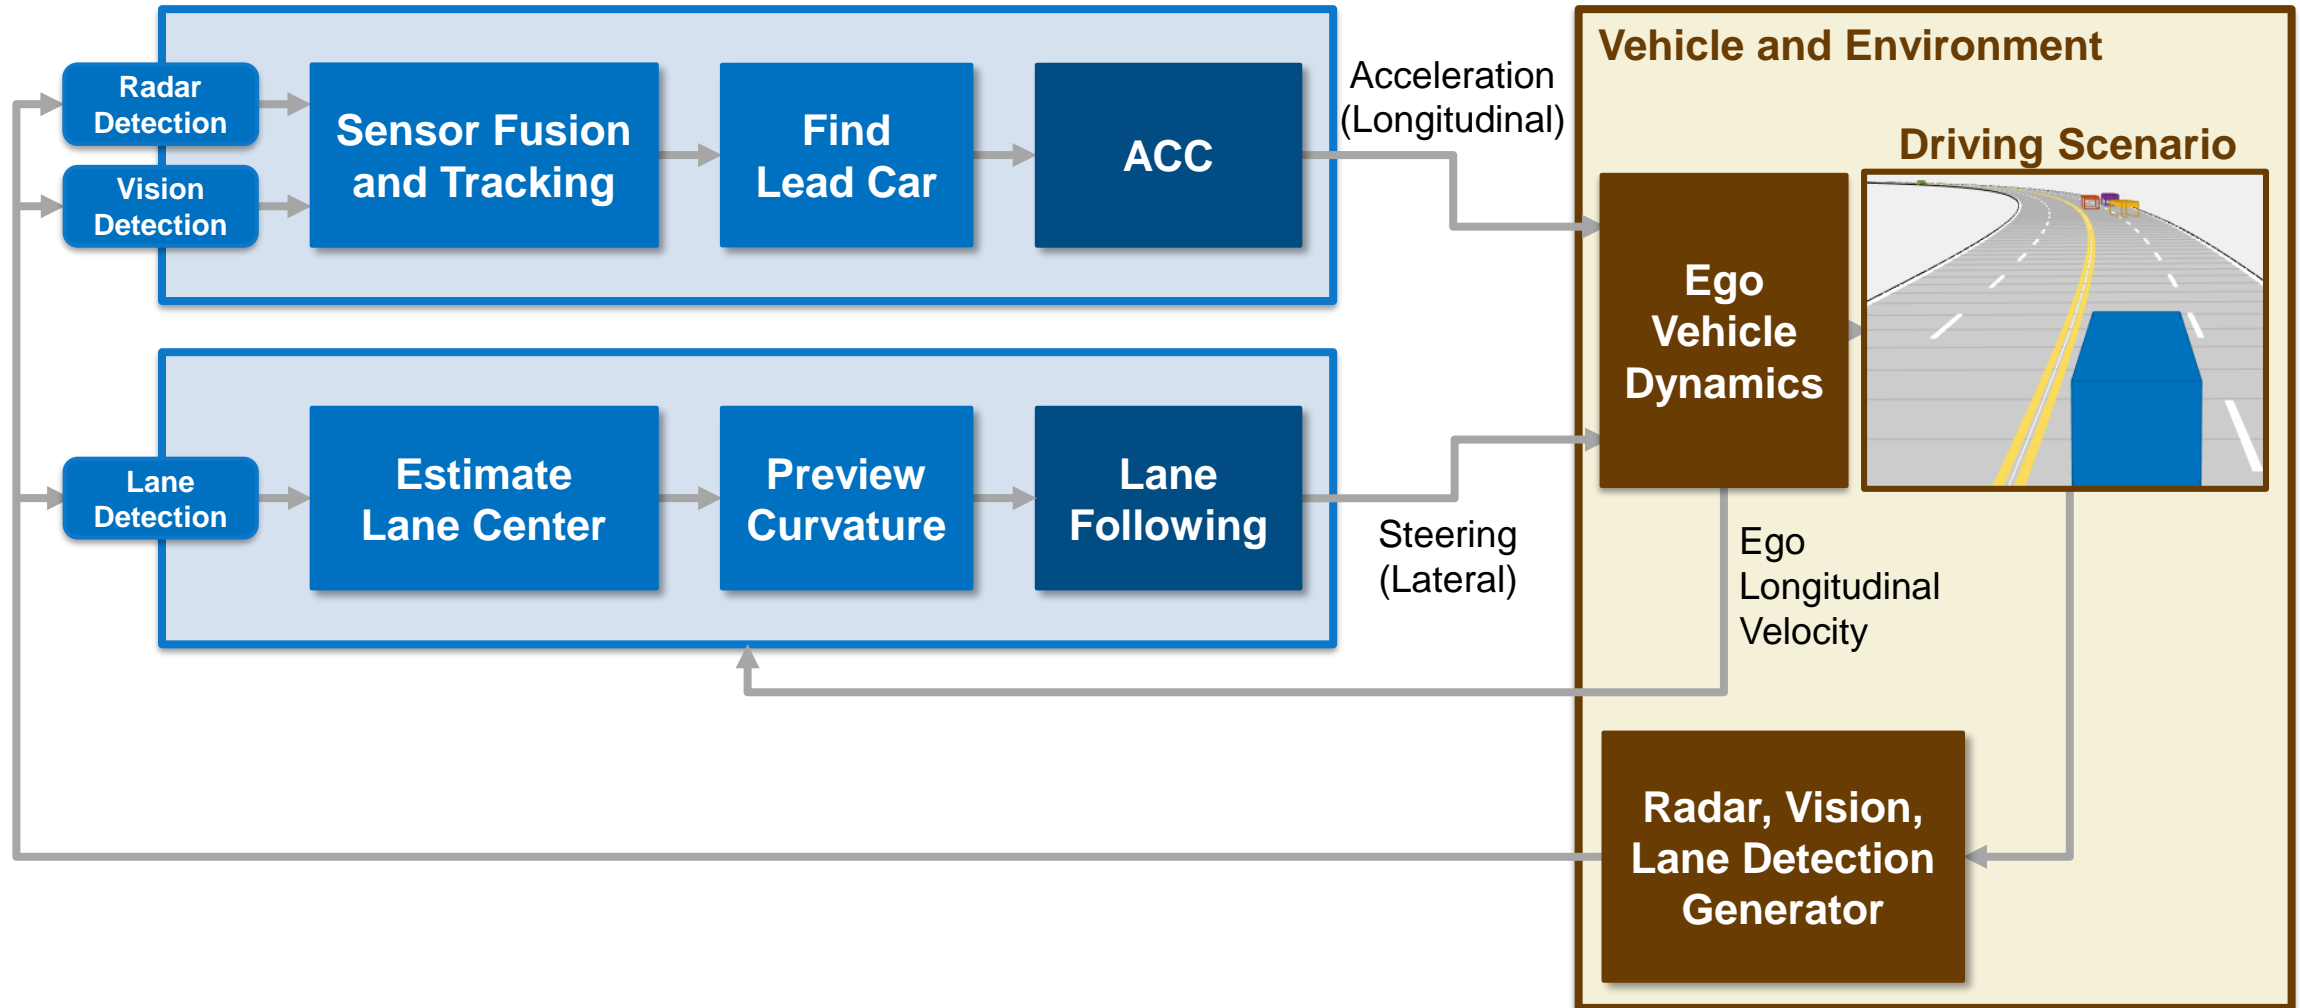 Vehicle and Environment
Radar
Detection
Vision
Detection
Sensor Fusion
and Tracking
Find
Lead Car
ACC
Acceleration
(Longitudinal)
Driving Scenario
Ego
Vehicle
Dynamics
Lane
Detection
Estimate
Lane Center
Preview
Curvature
Lane
Following
Steering
(Lateral)
Ego
Longitudinal
Velocity
Radar, Vision,
Lane Detection
Generator